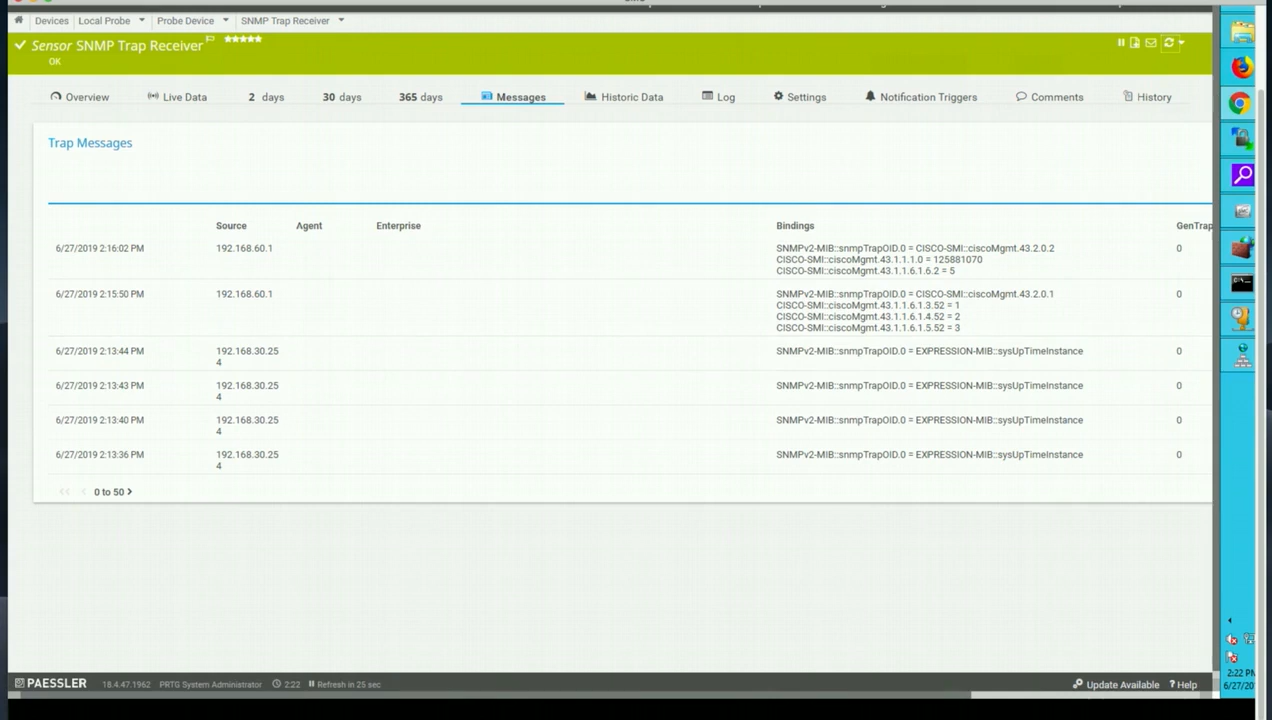 Devices Local Probe Probe Device SNMP Trap Receiver
Sensor SNMP Trap Receiver
OK
Overview Live Data 2 days 30 days 365 days Messages Historic Data Log Settings Notification Triggers Comments History
Trap Messages
Source Agent Enterprise Bindings GenTrap
6/27/2019 2:16:02 PM 192.168.60.1 SNMPv2-MIB::snmpTrapOID.0 = CISCO-SMI::ciscoMgmt.43.2.0.2 0
CISCO-SMI::ciscoMgmt.43.1.1.1.0 = 125881070
CISCO-SMI::ciscoMgmt.43.1.1.6.1.6.2 = 5
6/27/2019 2:15:50 PM 192.168.60.1 SNMPv2-MIB::snmpTrapOID.0 = CISCO-SMI::ciscoMgmt.43.2.0.1 0
CISCO-SMI::ciscoMgmt.43.1.1.6.1.3.52 = 1
CISCO-SMI::ciscoMgmt.43.1.1.6.1.4.52 = 2
CISCO-SMI::ciscoMgmt.43.1.1.6.1.5.52 = 3
6/27/2019 2:13:44 PM 192.168.30.25 SNMPv2-MIB::snmpTrapOID.0 = EXPRESSION-MIB::sysUpTimeInstance 0
4
6/27/2019 2:13:43 PM 192.168.30.25 SNMPv2-MIB::snmpTrapOID.0 = EXPRESSION-MIB::sysUpTimeInstance 0
4
6/27/2019 2:13:40 PM 192.168.30.25 SNMPv2-MIB::snmpTrapOID.0 = EXPRESSION-MIB::sysUpTimeInstance 0
4
6/27/2019 2:13:36 PM 192.168.30.25 SNMPv2-MIB::snmpTrapOID.0 = EXPRESSION-MIB::sysUpTimeInstance 0
4
0 to 50
PAESSLER 18.4.47.1962 PRTG System Administrator 2:22 Refresh in 25 sec Update Available ? Help
2:22 PM
6/27/20